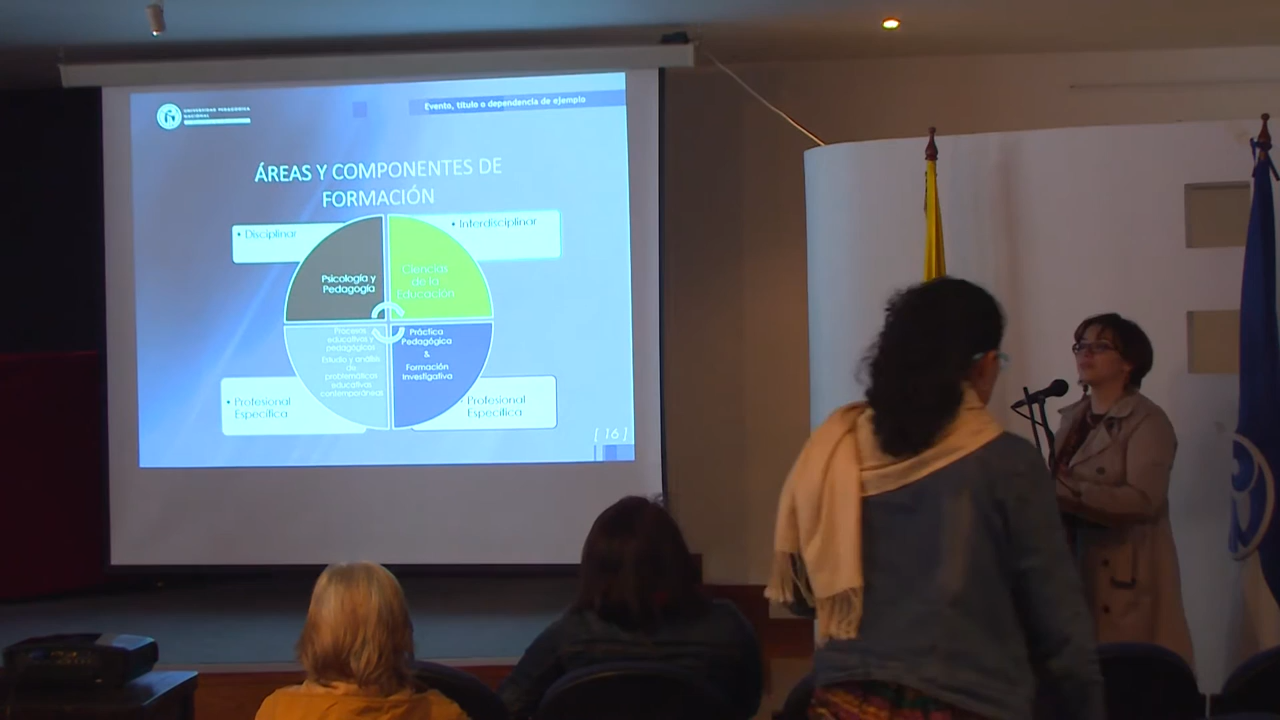 UNIVERSIDAD PEDAGÓGICA
NACIONAL
Evento, título o dependencia de ejemplo
ÁREAS Y COMPONENTES DE
FORMACIÓN
• Disciplinar
• Interdisciplinar
Psicología y
Pedagogía
Ciencias
de la
Educación
Procesos
educativos y
pedagógicos
Estudio y análisis
de
problemáticas
educativas
contemporáneas
Práctica
Pedagógica
&
Formación
Investigativa
• Profesional
Específica
Profesional
Específica
[ 16 ]